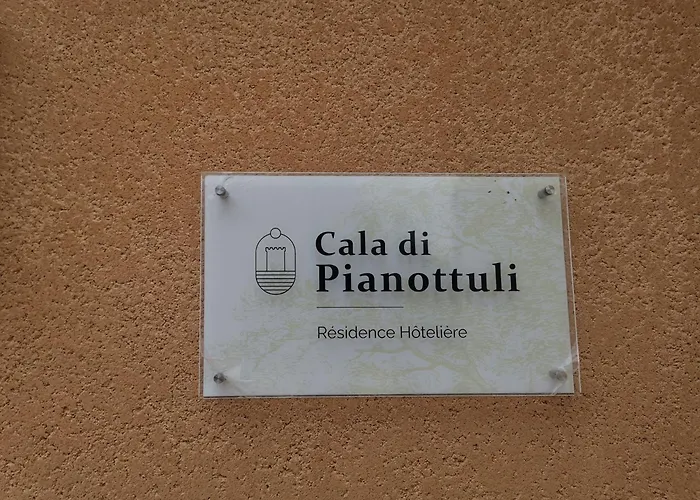 Cala di
Pianottuli
Résidence Hôtelière